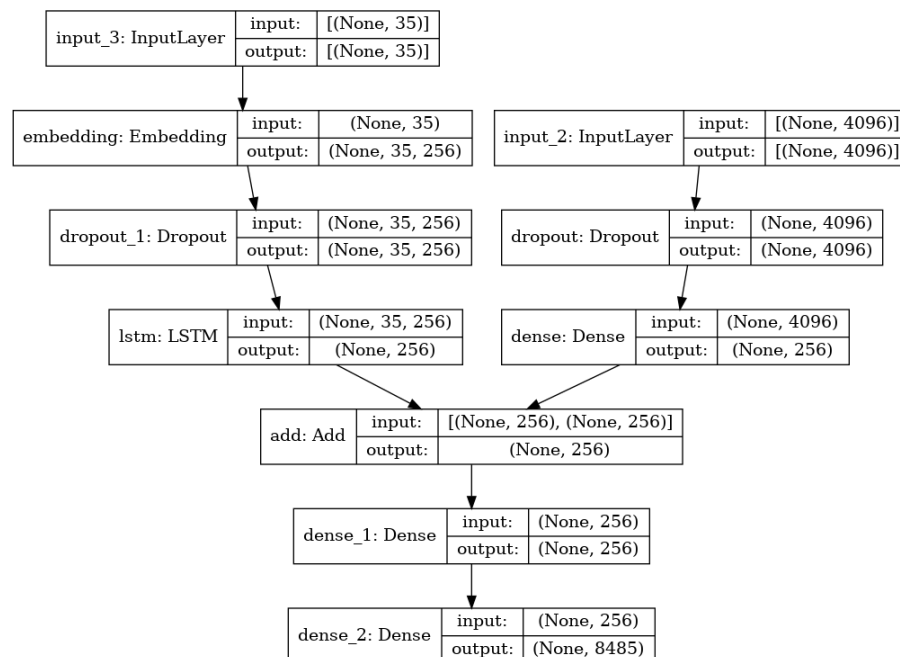 input_3: InputLayer input: [(None, 35)]
output: [(None, 35)]
embedding: Embedding input: (None, 35)
output: (None, 35, 256)
input_2: InputLayer input: [(None, 4096)]
output: [(None, 4096)]
dropout_1: Dropout input: (None, 35, 256)
output: (None, 35, 256)
dropout: Dropout input: (None, 4096)
output: (None, 4096)
lstm: LSTM input: (None, 35, 256)
output: (None, 256)
dense: Dense input: (None, 4096)
output: (None, 256)
add: Add input: [(None, 256), (None, 256)]
output: (None, 256)
dense_1: Dense input: (None, 256)
output: (None, 256)
dense_2: Dense input: (None, 256)
output: (None, 8485)